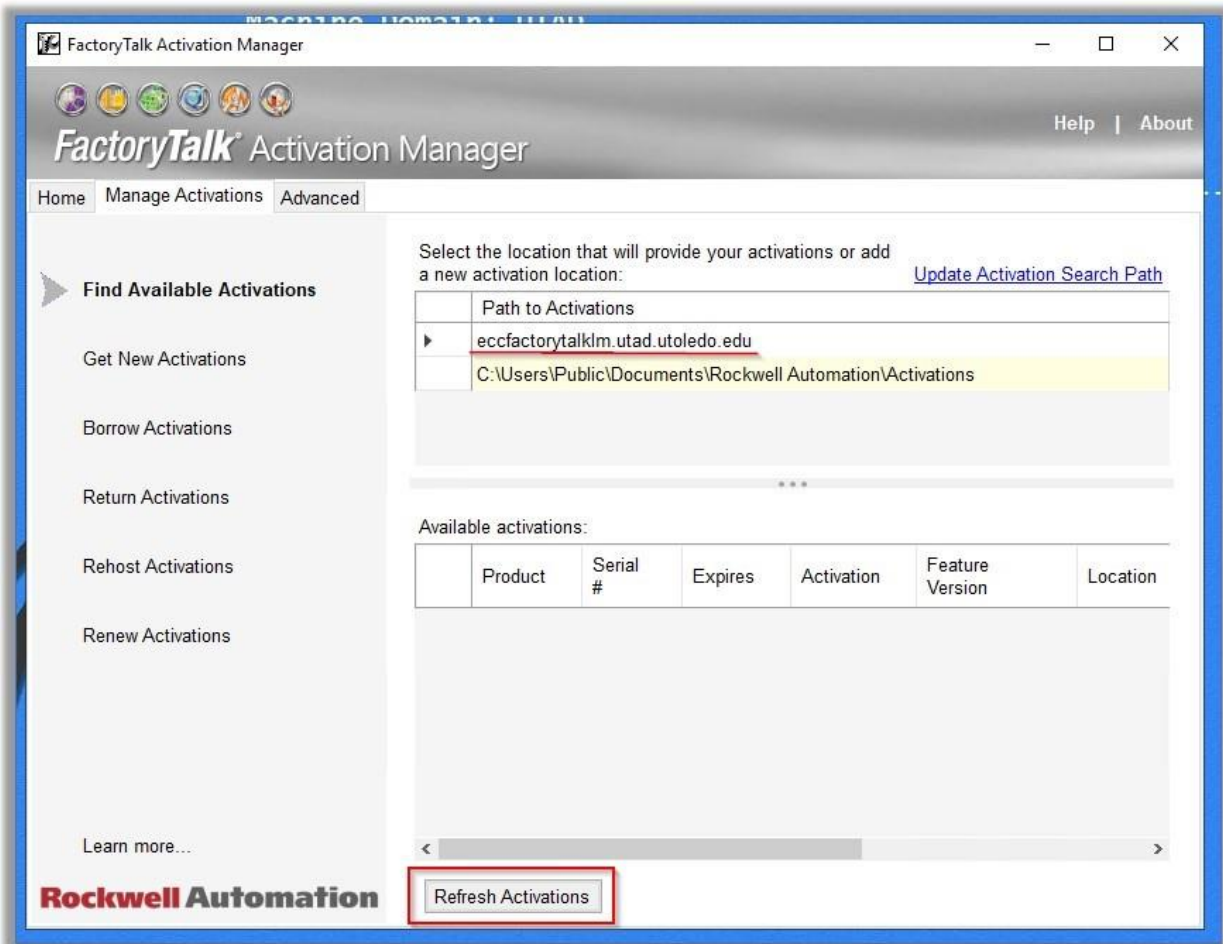 Machine Domain: UTAD
FactoryTalk Activation Manager
FactoryTalk® Activation Manager
Help | About
Home Manage Activations Advanced
Select the location that will provide your activations or add
a new activation location:
Update Activation Search Path
Find Available Activations
Path to Activations
eccfactorytalklm.utad.utoledo.edu
Get New Activations
C:\Users\Public\Documents\Rockwell Automation\Activations
Borrow Activations
Return Activations
Available activations:
Rehost Activations
Product
Serial
#
Expires
Activation
Feature
Version
Location
Renew Activations
Learn more...
Rockwell Automation
Refresh Activations